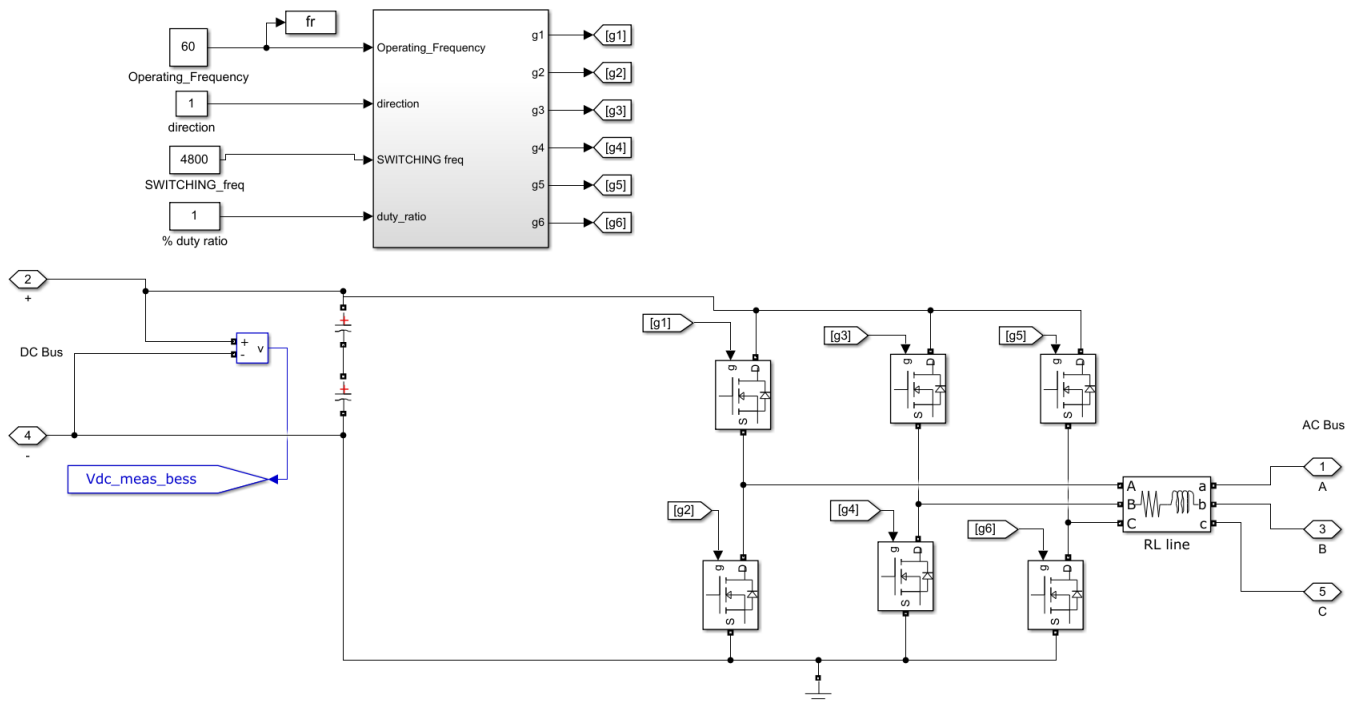 fr
60
Operating_Frequency
1
direction
4800
SWITCHING_freq
1
% duty ratio
Operating_Frequency
direction
SWITCHING freq
duty_ratio
g1
g2
g3
g4
g5
g6
[g1]
[g2]
[g3]
[g4]
[g5]
[g6]
2
+
DC Bus
+
-
v
+
+
4
-
Vdc_meas_bess
[g1]
g
D
S
[g3]
g
D
S
[g5]
g
D
S
[g2]
g
D
S
[g4]
g
D
S
[g6]
g
D
S
A
B
C
a
b
c
RL line
AC Bus
1
A
3
B
5
C